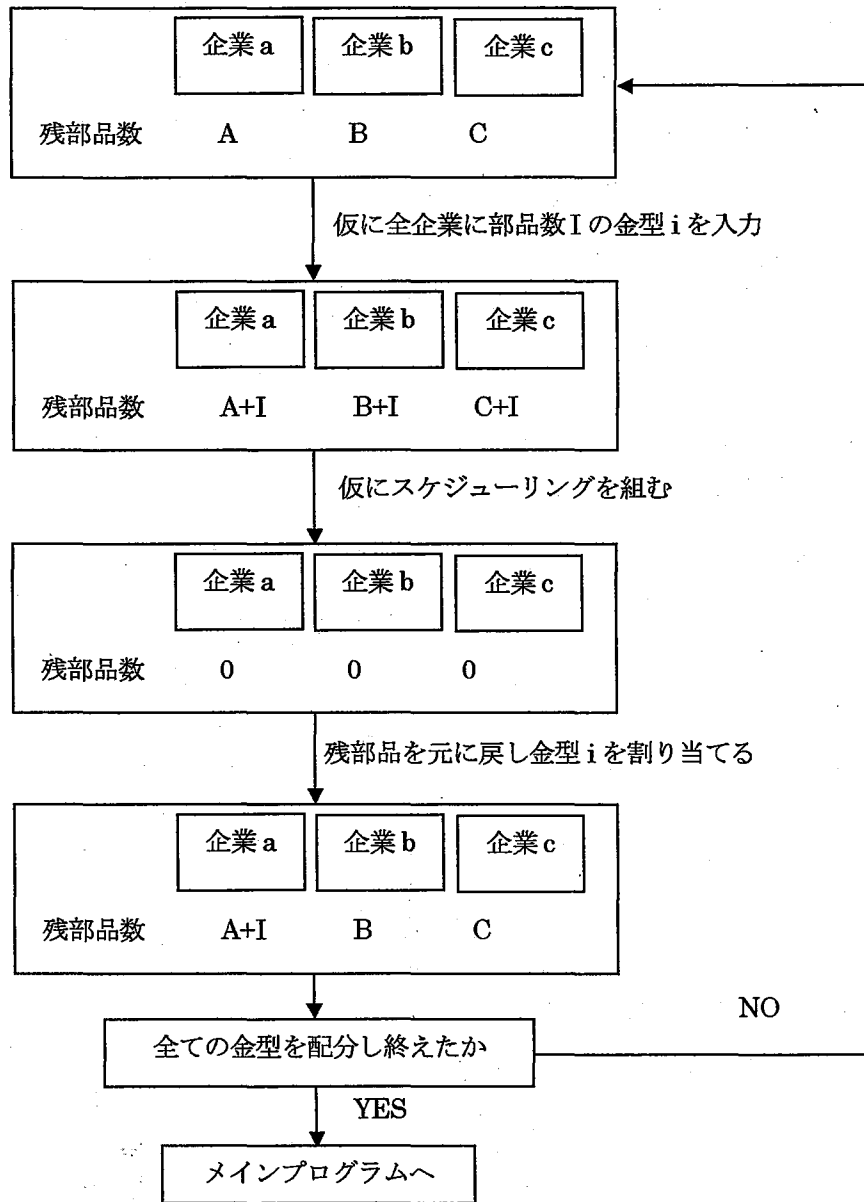 企業a 企業b 企業c
残部品数 A B C
仮に全企業に部品数Iの金型iを入力
企業a 企業b 企業c
残部品数 A+I B+I C+I
仮にスケジューリングを組む
企業a 企業b 企業c
残部品数 0 0 0
残部品を元に戻し金型iを割り当てる
企業a 企業b 企業c
残部品数 A+I B C
NO
全ての金型を配分し終えたか
YES
メインプログラムへ